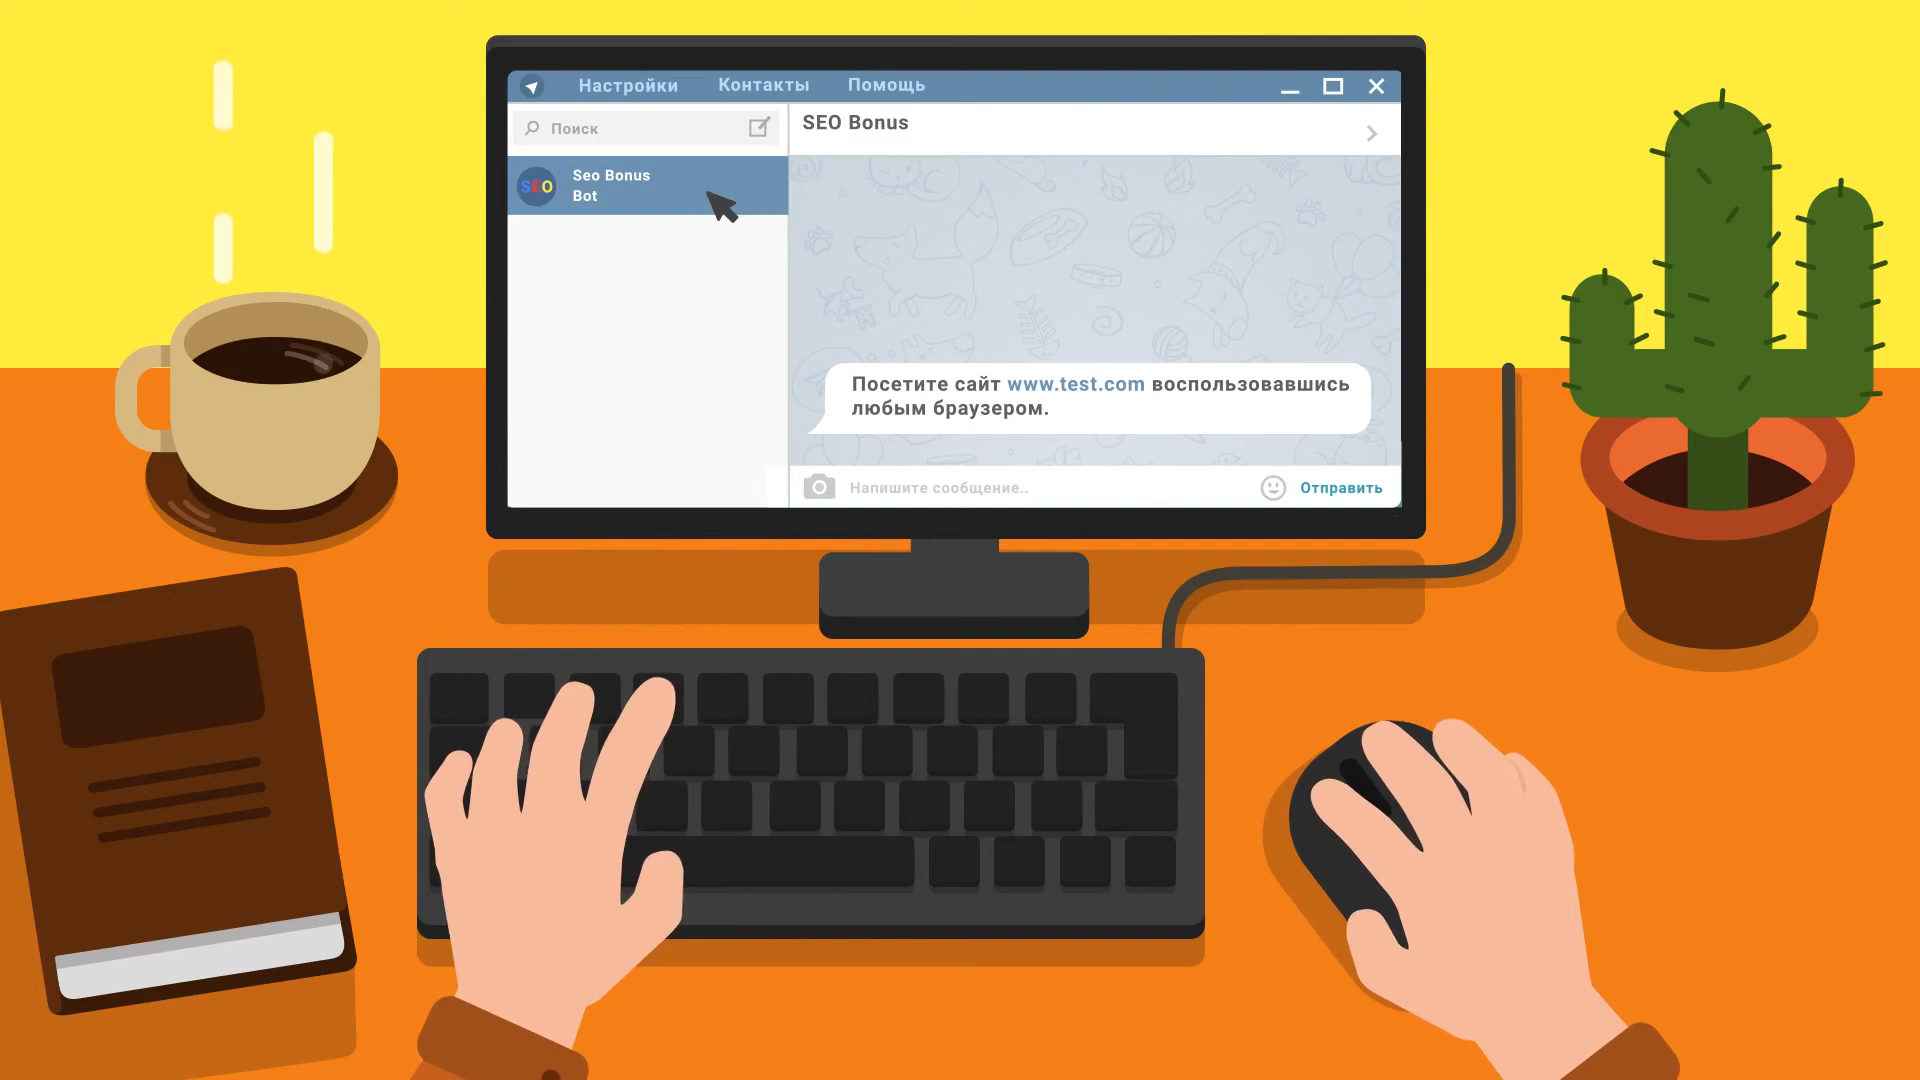 Настройки Контакты Помощь
Поиск
SEO Bonus
SEO
Seo Bonus
Bot
Посетите сайт www.test.com воспользовавшись
любым браузером.
Напишите сообщение..
Отправить